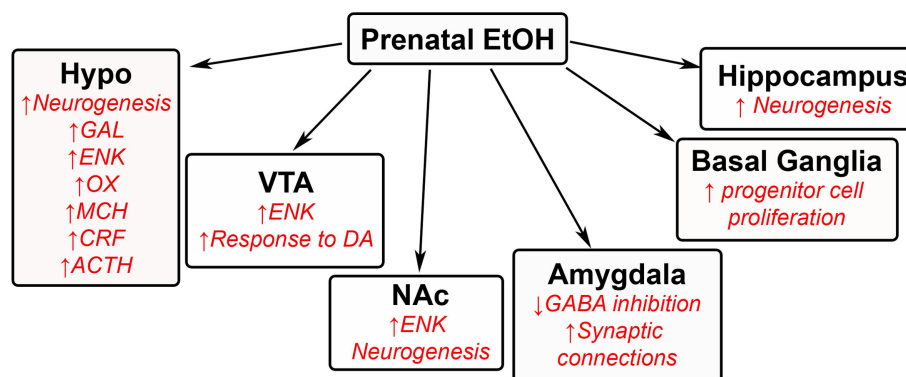 Prenatal EtOH
Hypo
↑Neurogenesis
↑GAL
↑ENK
↑OX
↑MCH
↑CRF
↑ACTH
VTA
↑ENK
↑Response to DA
NAc
↑ENK
Neurogenesis
Amygdala
↓GABA inhibition
↑Synaptic
connections
Basal Ganglia
↑ progenitor cell
proliferation
Hippocampus
↑ Neurogenesis